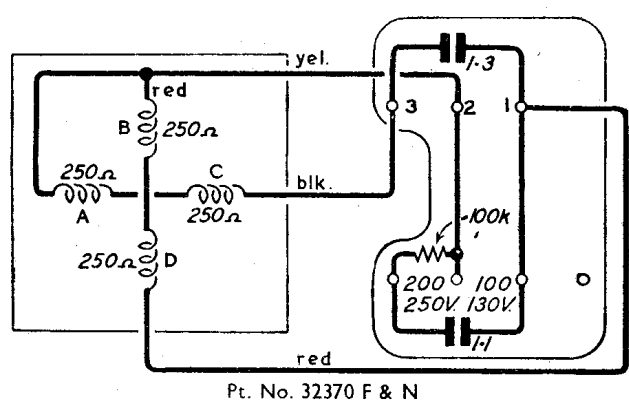 yel.
1·3
red
3 2 1
B 250Ω
250Ω C
blk.
A 250Ω
100k
250Ω D
200 100
250V. 130V.
1·1
red
Pt. No. 32370 F & N